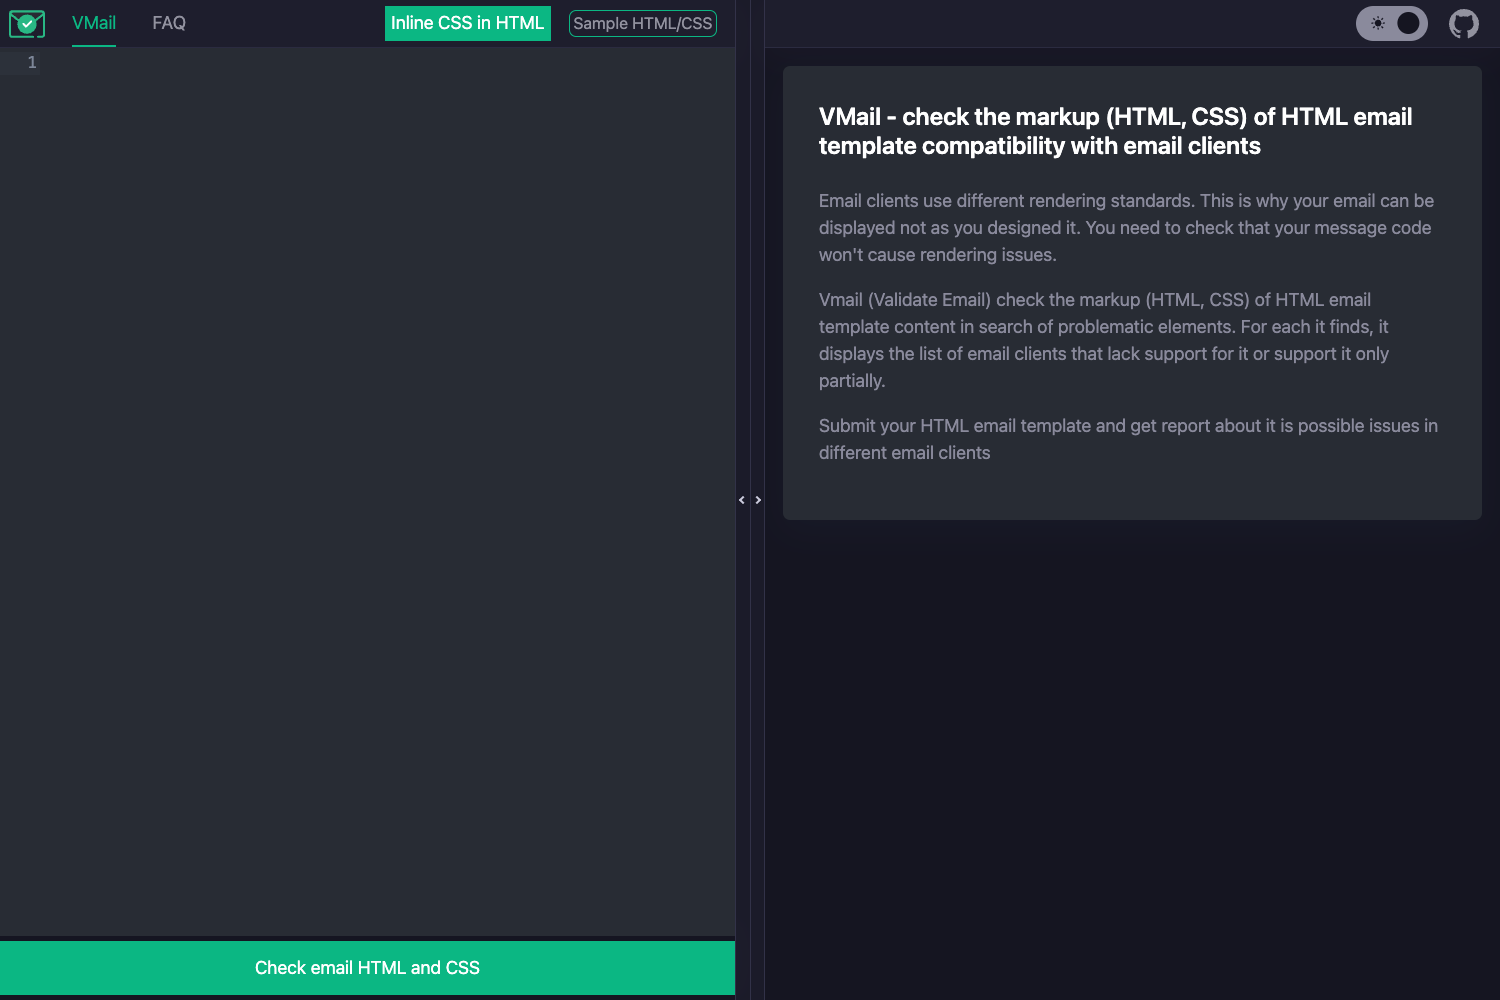 VMail
FAQ
Inline CSS in HTML
Sample HTML/CSS
1
Check email HTML and CSS
VMail - check the markup (HTML, CSS) of HTML email
template compatibility with email clients
Email clients use different rendering standards. This is why your email can be
displayed not as you designed it. You need to check that your message code
won't cause rendering issues.
Vmail (Validate Email) check the markup (HTML, CSS) of HTML email
template content in search of problematic elements. For each it finds, it
displays the list of email clients that lack support for it or support it only
partially.
Submit your HTML email template and get report about it is possible issues in
different email clients